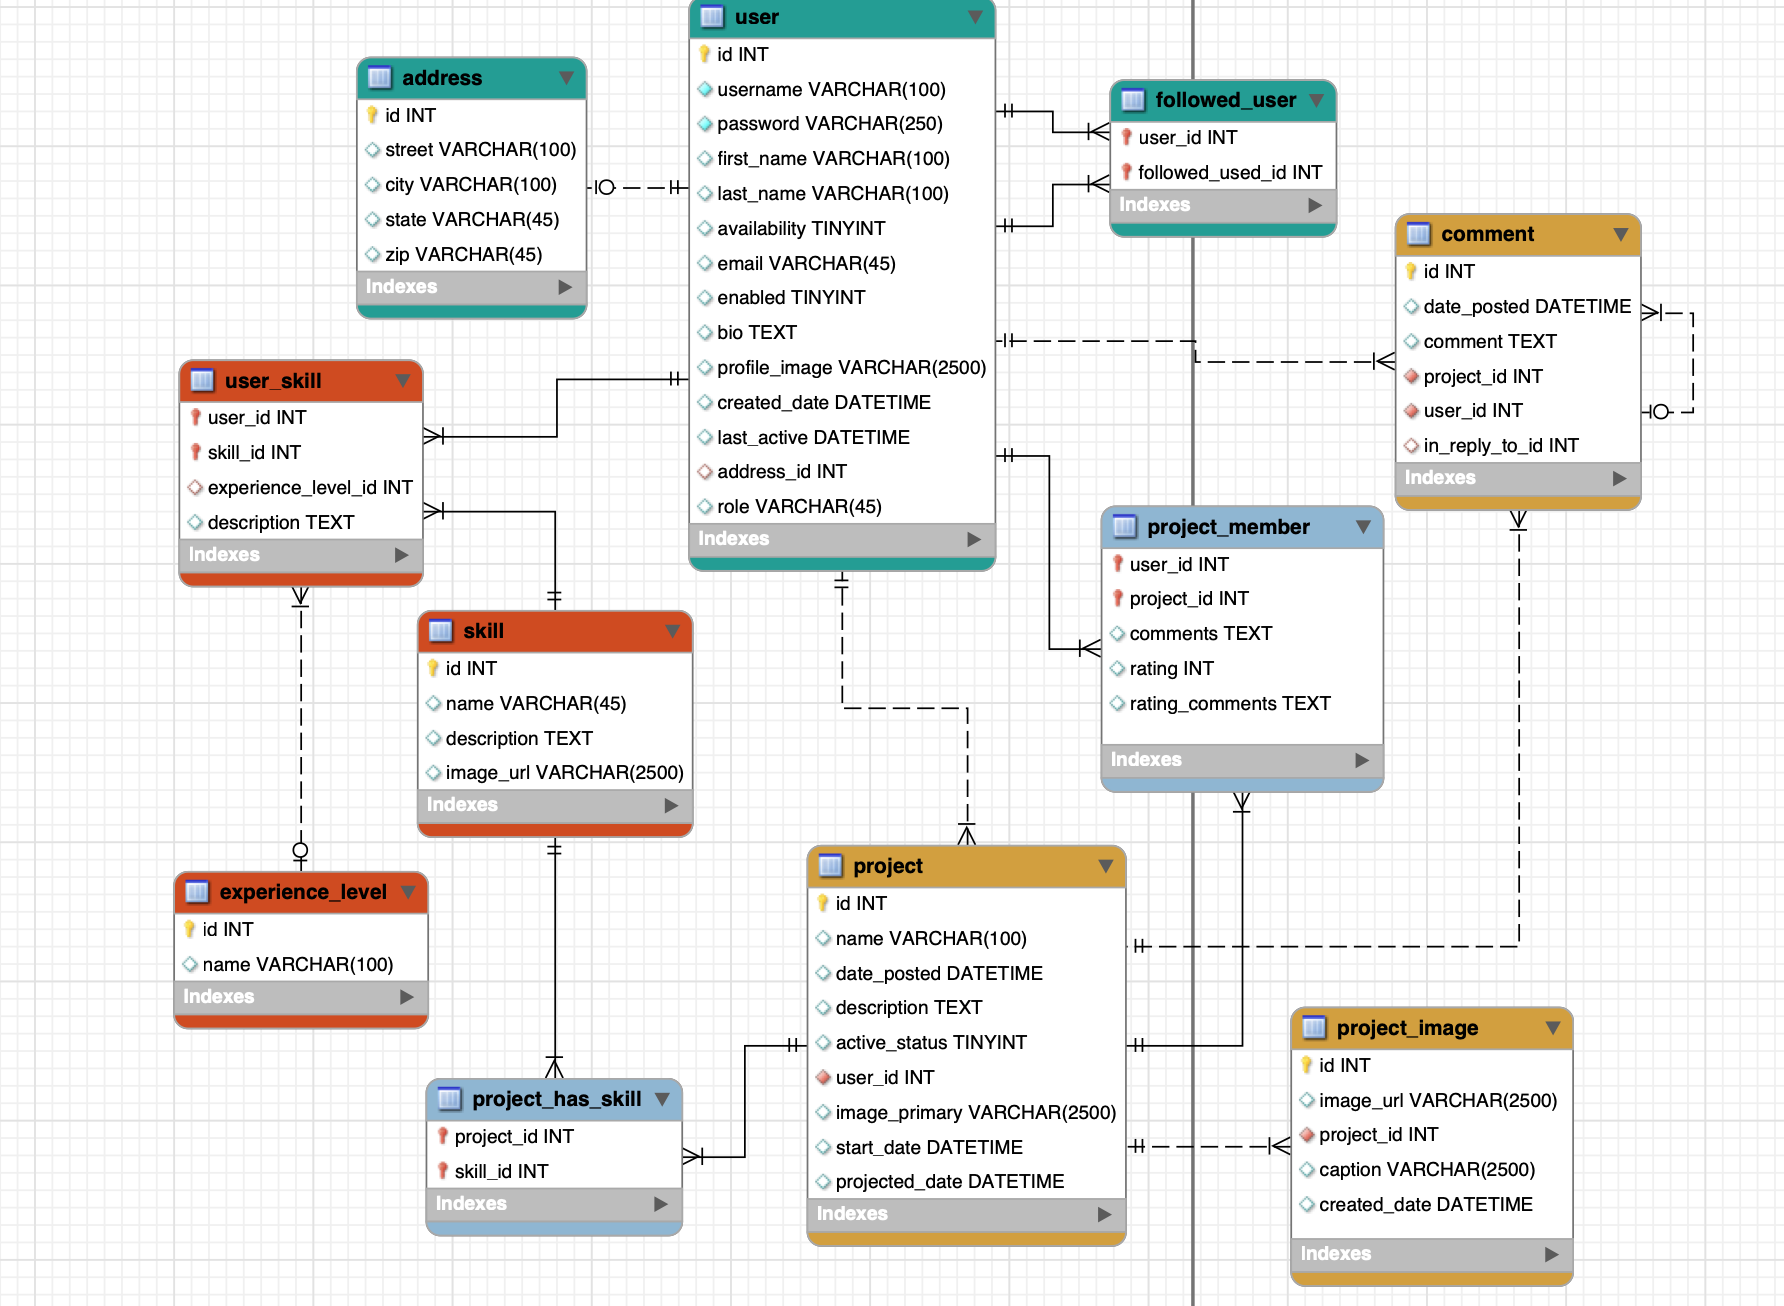 user
id INT
username VARCHAR(100)
password VARCHAR(250)
first_name VARCHAR(100)
last_name VARCHAR(100)
availability TINYINT
email VARCHAR(45)
enabled TINYINT
bio TEXT
profile_image VARCHAR(2500)
created_date DATETIME
last_active DATETIME
address_id INT
role VARCHAR(45)
Indexes
address
id INT
street VARCHAR(100)
city VARCHAR(100)
state VARCHAR(45)
zip VARCHAR(45)
Indexes
followed_user
user_id INT
followed_used_id INT
Indexes
comment
id INT
date_posted DATETIME
comment TEXT
project_id INT
user_id INT
in_reply_to_id INT
Indexes
user_skill
user_id INT
skill_id INT
experience_level_id INT
description TEXT
Indexes
skill
id INT
name VARCHAR(45)
description TEXT
image_url VARCHAR(2500)
Indexes
project_member
user_id INT
project_id INT
comments TEXT
rating INT
rating_comments TEXT
Indexes
experience_level
id INT
name VARCHAR(100)
Indexes
project
id INT
name VARCHAR(100)
date_posted DATETIME
description TEXT
active_status TINYINT
user_id INT
image_primary VARCHAR(2500)
start_date DATETIME
projected_date DATETIME
Indexes
project_has_skill
project_id INT
skill_id INT
Indexes
project_image
id INT
image_url VARCHAR(2500)
project_id INT
caption VARCHAR(2500)
created_date DATETIME
Indexes